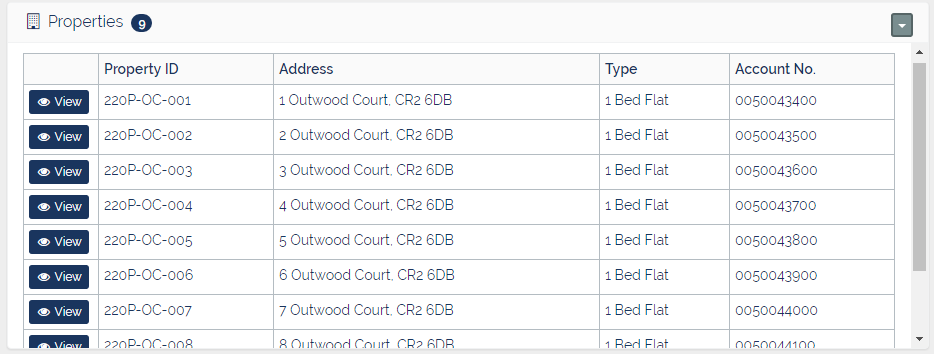 Properties 9
Property ID Address Type Account No.
View 220P-OC-001 1 Outwood Court, CR2 6DB 1 Bed Flat 0050043400
View 220P-OC-002 2 Outwood Court, CR2 6DB 1 Bed Flat 0050043500
View 220P-OC-003 3 Outwood Court, CR2 6DB 1 Bed Flat 0050043600
View 220P-OC-004 4 Outwood Court, CR2 6DB 1 Bed Flat 0050043700
View 220P-OC-005 5 Outwood Court, CR2 6DB 1 Bed Flat 0050043800
View 220P-OC-006 6 Outwood Court, CR2 6DB 1 Bed Flat 0050043900
View 220P-OC-007 7 Outwood Court, CR2 6DB 1 Bed Flat 0050044000
View 220P-OC-008 8 Outwood Court, CR2 6DB 1 Bed Flat 0050044100